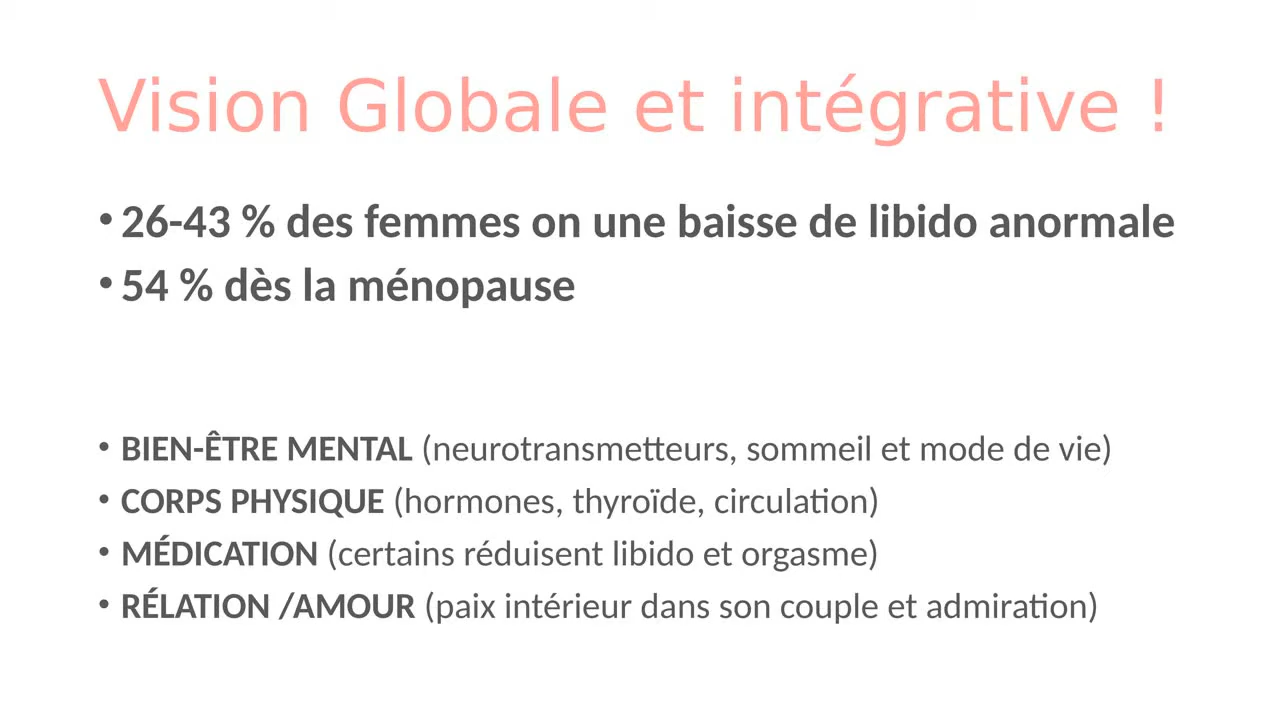 Vision Globale et intégrative !
• 26-43 % des femmes on une baisse de libido anormale
• 54 % dès la ménopause
• BIEN-ÊTRE MENTAL (neurotransmetteurs, sommeil et mode de vie)
• CORPS PHYSIQUE (hormones, thyroïde, circulation)
• MÉDICATION (certains réduisent libido et orgasme)
• RÉLATION /AMOUR (paix intérieur dans son couple et admiration)